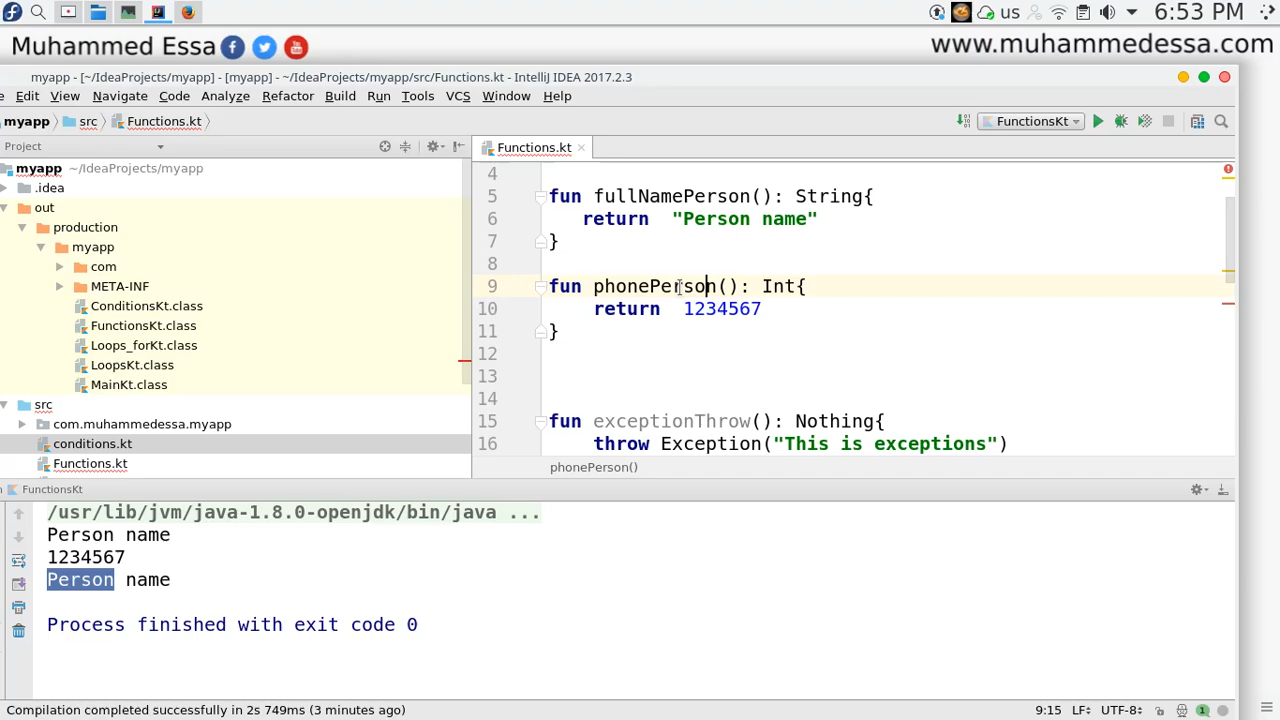 us 6:53 PM
Muhammed Essa www.muhammedessa.com
myapp - [~/IdeaProjects/myapp] - [myapp] - ~/IdeaProjects/myapp/src/Functions.kt - IntelliJ IDEA 2017.2.3
Edit View Navigate Code Analyze Refactor Build Run Tools VCS Window Help
myapp src Functions.kt FunctionsKt
Project
Functions.kt
myapp ~/IdeaProjects/myapp
.idea
out
production
myapp
com
META-INF
ConditionsKt.class
FunctionsKt.class
Loops_forKt.class
LoopsKt.class
MainKt.class
src
com.muhammedessa.myapp
conditions.kt
Functions.kt
4
5 fun fullNamePerson(): String{
6 return "Person name"
7 }
8
9 fun phonePerson(): Int{
10 return 1234567
11 }
12
13
14
15 fun exceptionThrow(): Nothing{
16 throw Exception("This is exceptions")
phonePerson()
FunctionsKt
/usr/lib/jvm/java-1.8.0-openjdk/bin/java ...
Person name
1234567
Person name
Process finished with exit code 0
Compilation completed successfully in 2s 749ms (3 minutes ago) 9:15 LF÷ UTF-8÷ 1